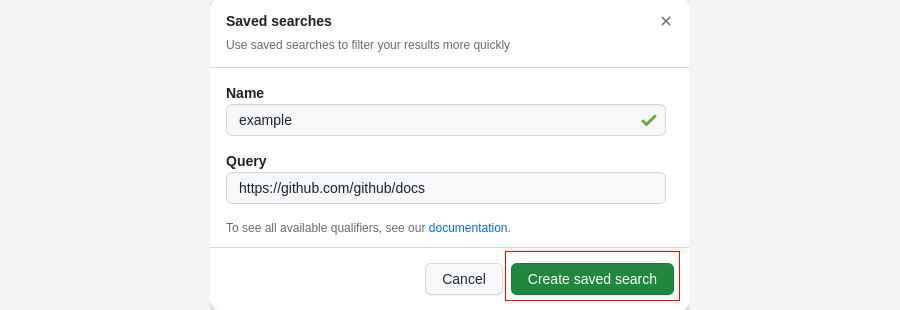 Saved searches
Use saved searches to filter your results more quickly
Name
example
Query
https://github.com/github/docs
To see all available qualifiers, see our documentation.
Cancel
Create saved search